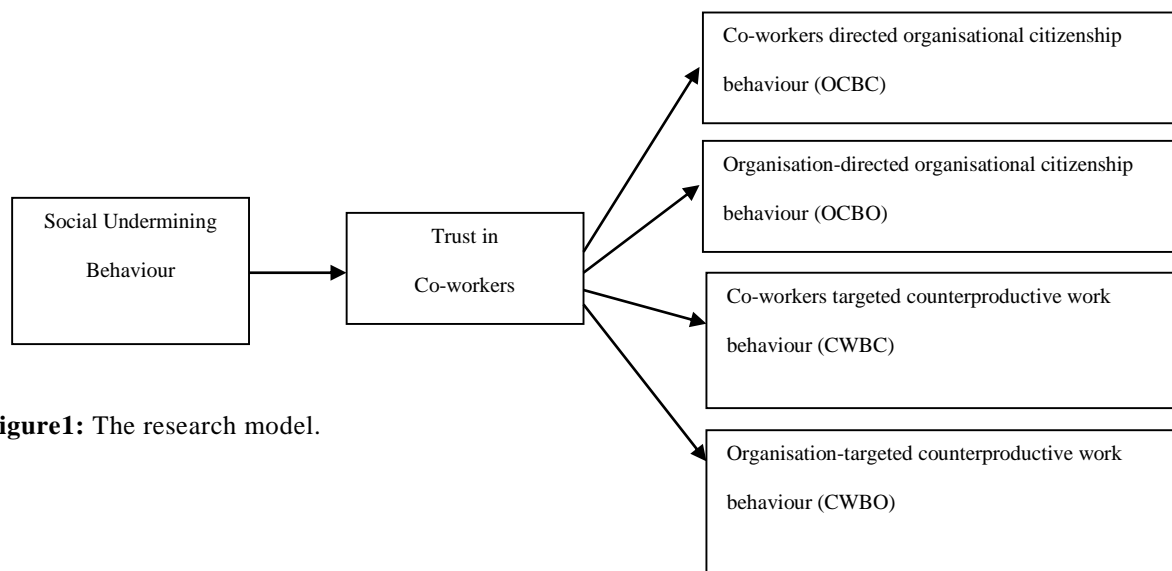 Co-workers directed organisational citizenship
behaviour (OCBC)
Organisation-directed organisational citizenship
behaviour (OCBO)
Social Undermining
Behaviour
Trust in
Co-workers
Co-workers targeted counterproductive work
behaviour (CWBC)
igure1: The research model.
Organisation-targeted counterproductive work
behaviour (CWBO)